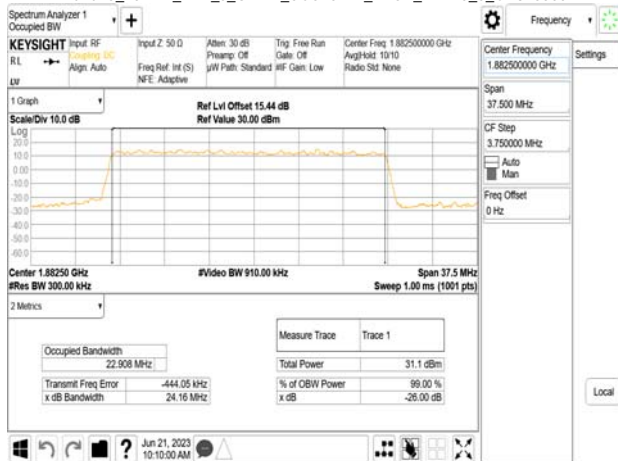 Spectrum Analyzer 1
Occupied BW
Frequency
KEYSIGHT
RL
LXI
Input: RF
Coupling: DC
Align: Auto
Input Z: 50 Ω
Freq Ref: Int (S)
NFE: Adaptive
Atten: 30 dB
Preamp: Off
µW Path: Standard
Trig: Free Run
Gate: Off
#IF Gain: Low
Center Freq: 1.882500000 GHz
Avg|Hold: 10/10
Radio Std: None
Center Frequency
1.882500000 GHz
Settings
Span
37.500 MHz
CF Step
3.750000 MHz
Auto
Man
Freq Offset
0 Hz
Local
1 Graph
Ref Lvl Offset 15.44 dB
Scale/Div 10.0 dB
Ref Value 30.00 dBm
Log
20.0
10.0
0.00
-10.0
-20.0
-30.0
-40.0
-50.0
-60.0
Center 1.88250 GHz
#Video BW 910.00 kHz
Span 37.5 MHz
#Res BW 300.00 kHz
Sweep 1.00 ms (1001 pts)
2 Metrics
Measure Trace
Trace 1
Occupied Bandwidth
22.908 MHz
Total Power
31.1 dBm
Transmit Freq Error
-444.05 kHz
% of OBW Power
99.00 %
x dB Bandwidth
24.16 MHz
x dB
-26.00 dB
?
Jun 21, 2023
10:10:00 AM